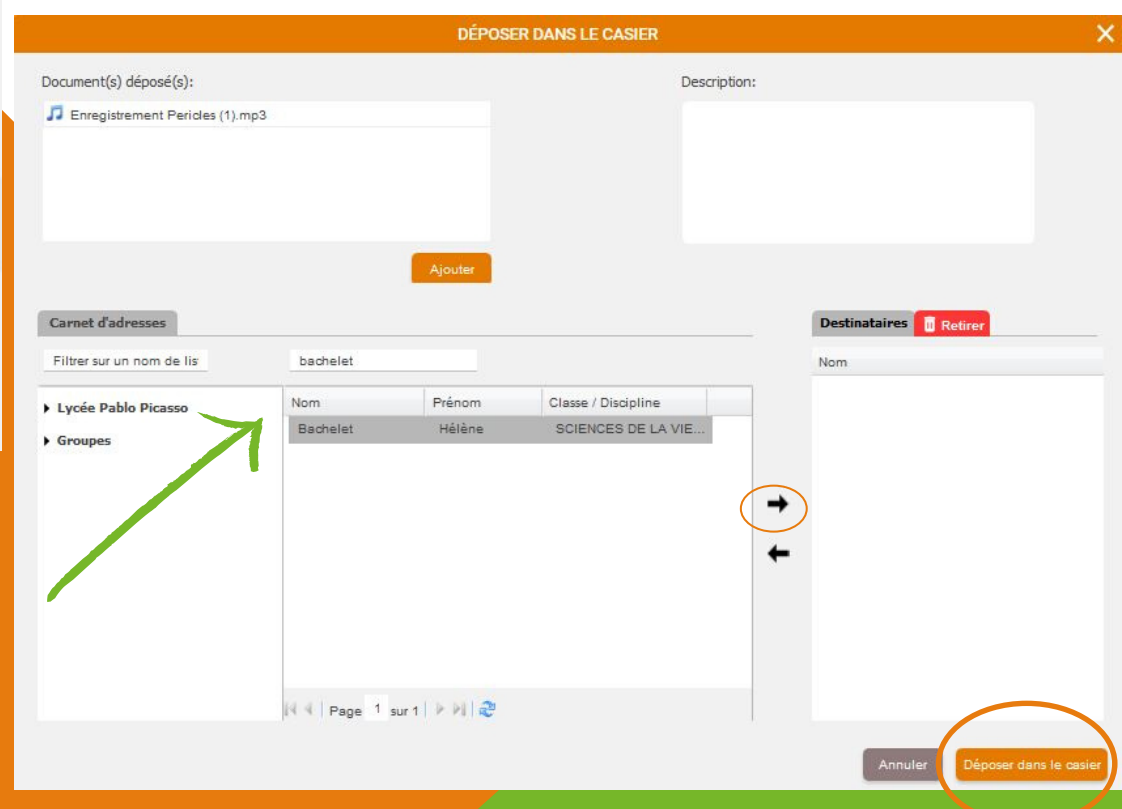 DÉPOSER DANS LE CASIER
Document(s) déposé(s):
Description:
Enregistrement Pericles (1).mp3
Ajouter
Carnet d'adresses
Destinataires Retirer
Filtrer sur un nom de lis
bachelet
Nom
Lycée Pablo Picasso
Groupes
Nom Prénom Classe / Discipline
Bachelet Hélène SCIENCES DE LA VIE...
Page 1 sur 1
Annuler
Déposer dans le casier